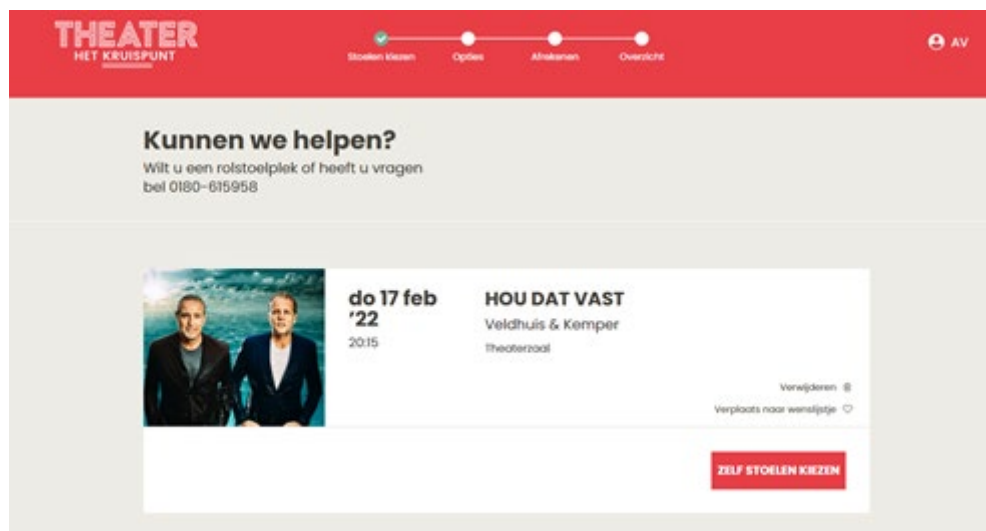 THEATER
HET KRUISPUNT
Stoelen kiezen
Opties
Afrekenen
Overzicht
AV
Kunnen we helpen?
Wilt u een rolstoelplek of heeft u vragen
bel 0180-615958
do 17 feb
'22
20:15
HOU DAT VAST
Veldhuis & Kemper
Theaterzaal
Verwijderen
Verplaats naar wenslijstje
ZELF STOELEN KIEZEN